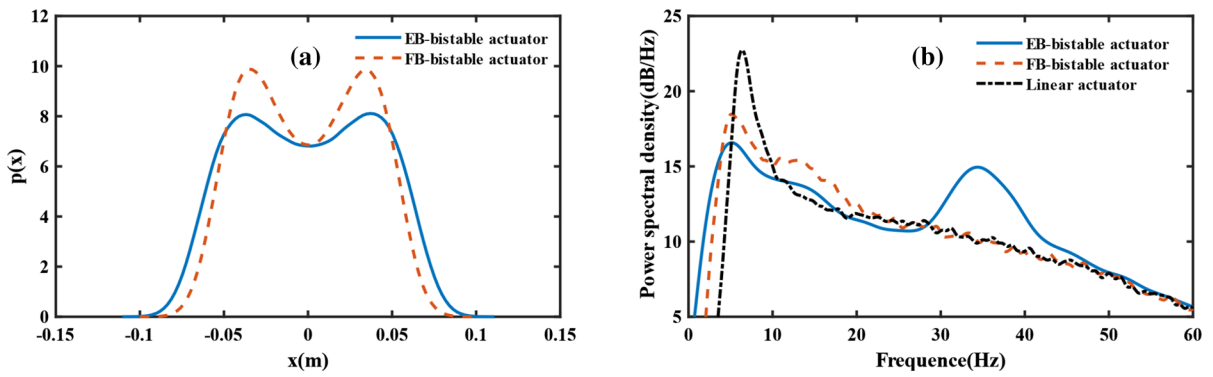 12
10
8
6
4
2
0
p(x)
(a)
EB-bistable actuator
FB-bistable actuator
-0.15 -0.1 -0.05 0 0.05 0.1 0.15
x(m)
25
20
15
10
5
Power spectral density(dB/Hz)
(b)
EB-bistable actuator
FB-bistable actuator
Linear actuator
0 10 20 30 40 50 60
Frequence(Hz)